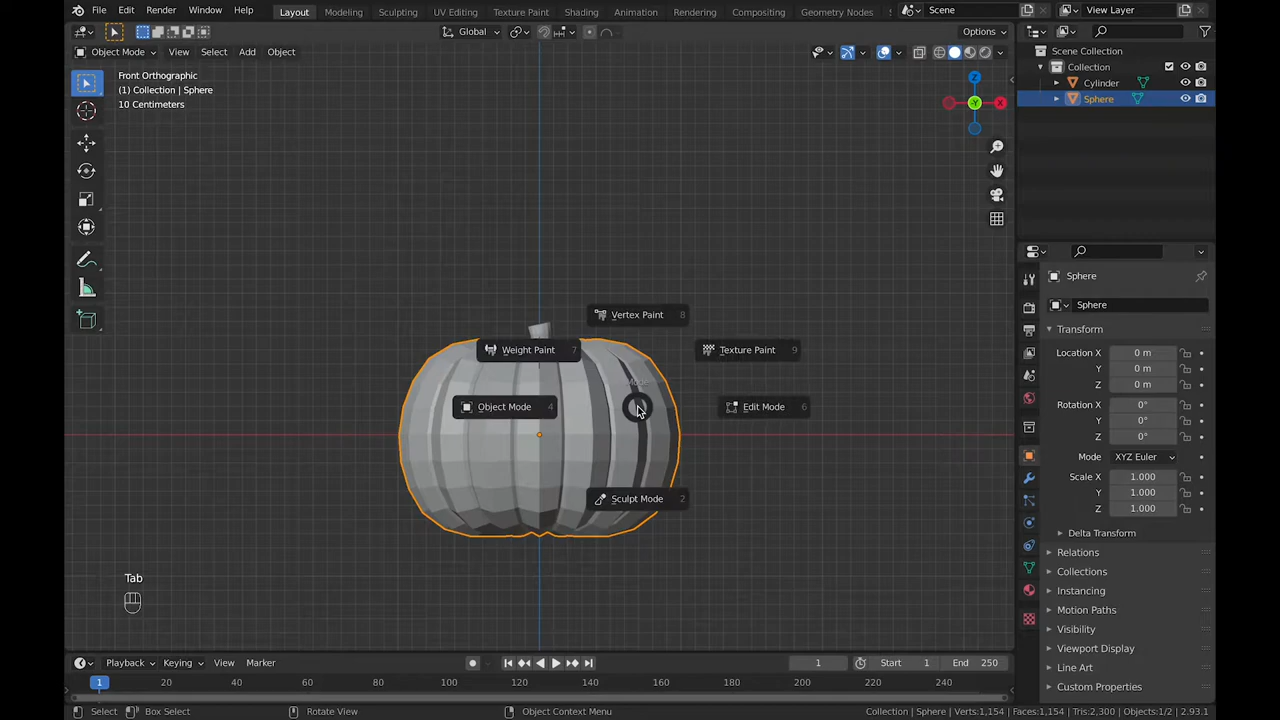 File Edit Render Window Help
Layout Modeling Sculpting UV Editing Texture Paint Shading Animation Rendering Compositing Geometry Nodes
Scene
View Layer
Global
Options
Object Mode View Select Add Object
Front Orthographic
(1) Collection | Sphere
10 Centimeters
Z
-Y
X
Scene Collection
Collection
Cylinder
Sphere
Vertex Paint 8
Weight Paint 7
Texture Paint 9
Mode
Object Mode 4
Edit Mode 6
Sculpt Mode 2
Tab
Sphere
Sphere
Transform
Location X 0 m
Y 0 m
Z 0 m
Rotation X 0°
Y 0°
Z 0°
Mode XYZ Euler
Scale X 1.000
Y 1.000
Z 1.000
Delta Transform
Relations
Collections
Instancing
Motion Paths
Visibility
Viewport Display
Line Art
Custom Properties
Playback Keying View Marker
1
Start 1
End 250
1 20 40 60 80 100 120 140 160 180 200 220 240
Select Box Select Rotate View Object Context Menu
Collection | Sphere | Verts:1,154 | Faces:1,154 | Tris:2,300 | Objects:1/2 | 2.93.1